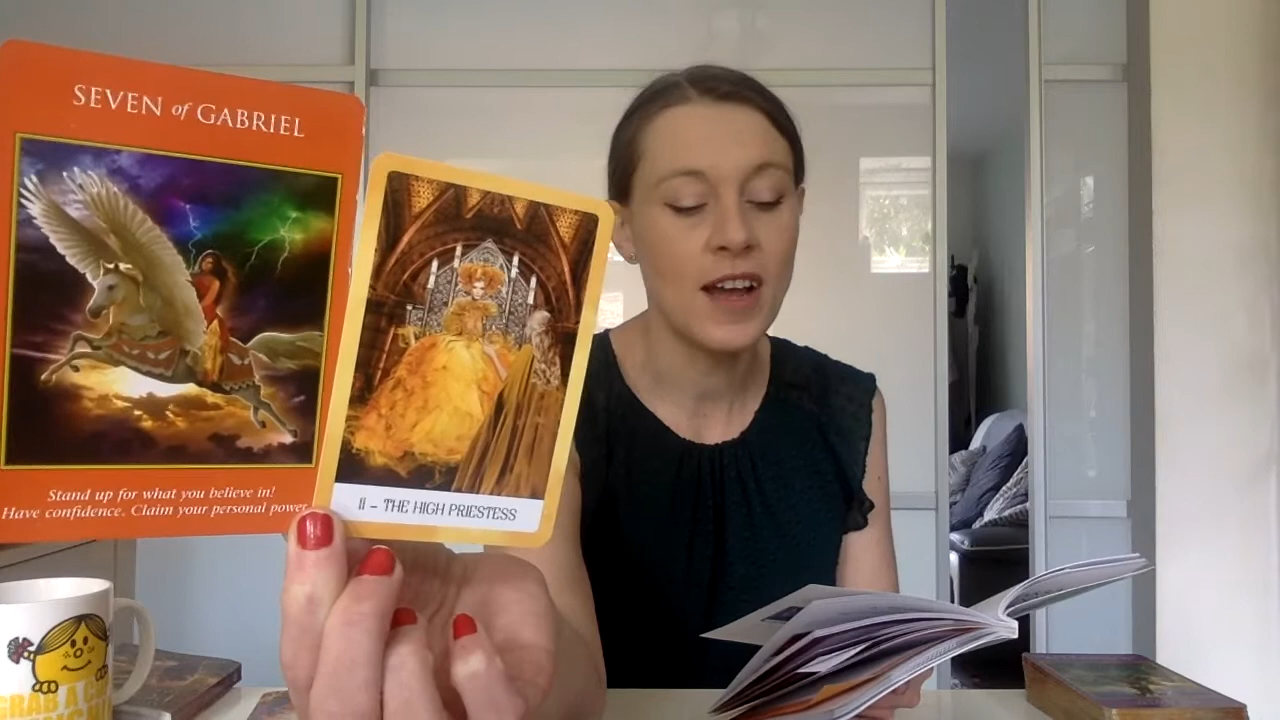 SEVEN of GABRIEL
Stand up for what you believe in!
Have confidence. Claim your personal power.
II – THE HIGH PRIESTESS
GRAB A